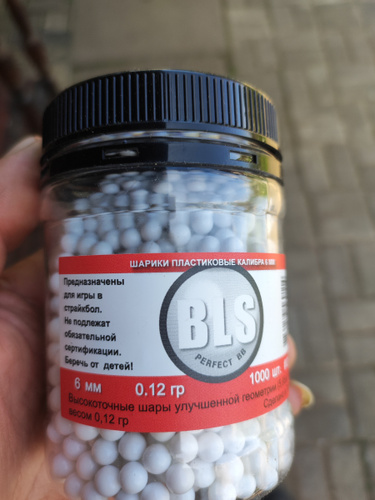 ШАРИКИ ПЛАСТИКОВЫЕ КАЛИБРА 6 ММ
Предназначены
для игры в
страйкбол.
Не подлежат
обязательной
сертификации.
Беречь от детей!
BLS
PERFECT BB
6 мм 0.12 гр 1000 шт.
Высокоточные шары улучшенной геометрии
весом 0,12 гр